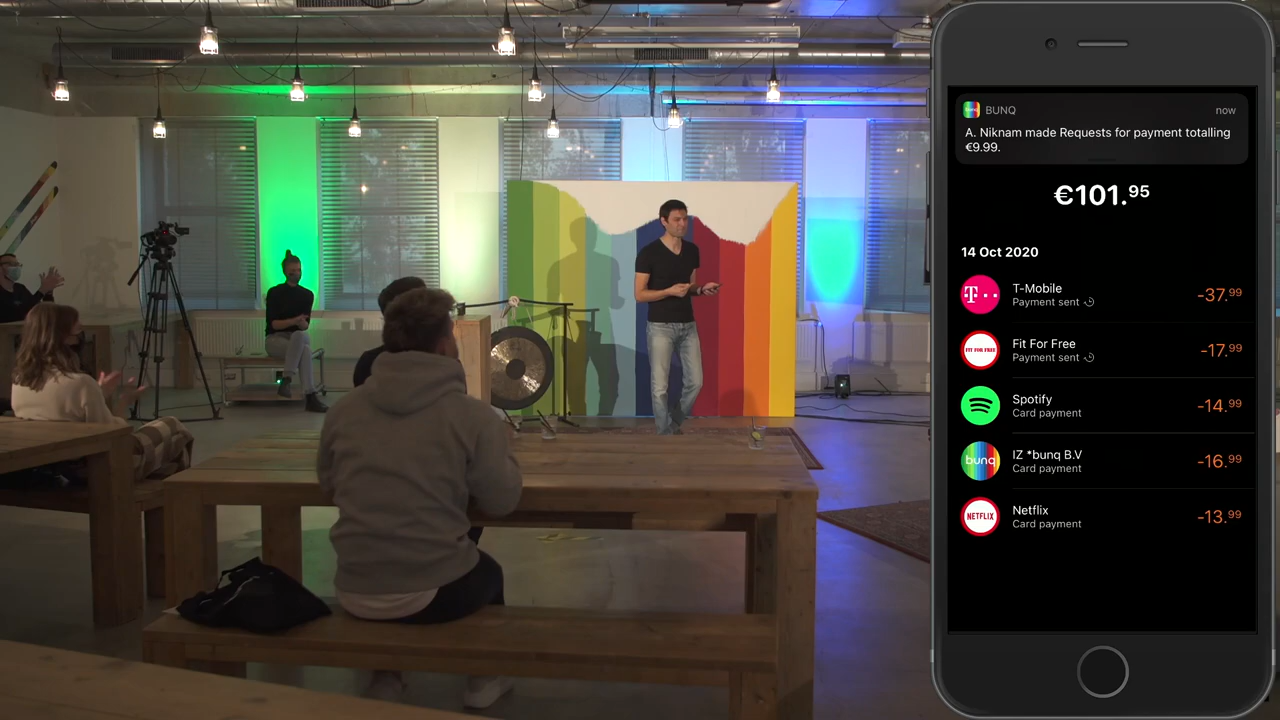 bunq
BUNQ
now
A. Niknam made Requests for payment totalling
€9.99.
€101.95
14 Oct 2020
T-Mobile
Payment sent
-37.99
FIT FOR FREE
Fit For Free
Payment sent
-17.99
Spotify
Card payment
-14.99
bunq
IZ *bunq B.V
Card payment
-16.99
NETFLIX
Netflix
Card payment
-13.99